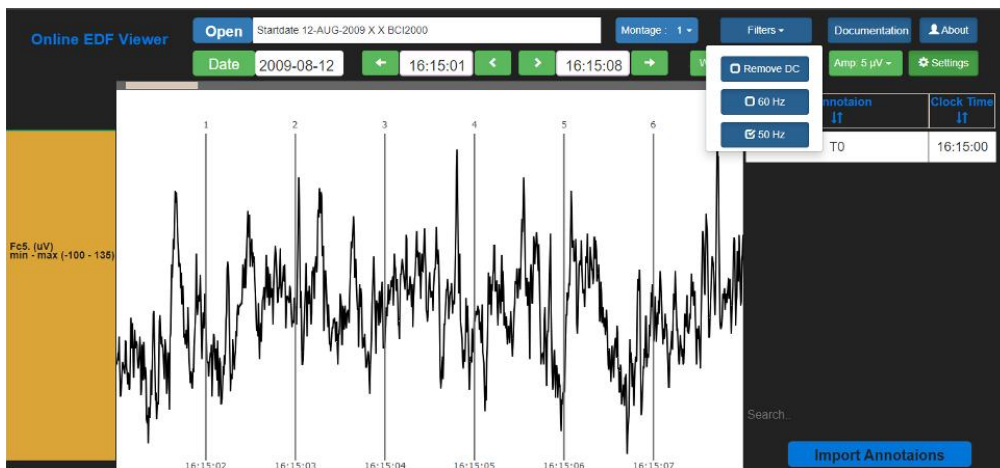 Online EDF Viewer
Open
Startdate 12-AUG-2009 X X BCI2000
Montage : 1
Filters
Documentation
About
Date
2009-08-12
16:15:01
16:15:08
Amp: 5 µV
Settings
Remove DC
60 Hz
50 Hz
nnotaion
Clock Time
T0
16:15:00
1 2 3 4 5 6
Fc5. (uV)
min - max (-100 - 135)
16:15:02 16:15:03 16:15:04 16:15:05 16:15:06 16:15:07
Search..
Import Annotaions